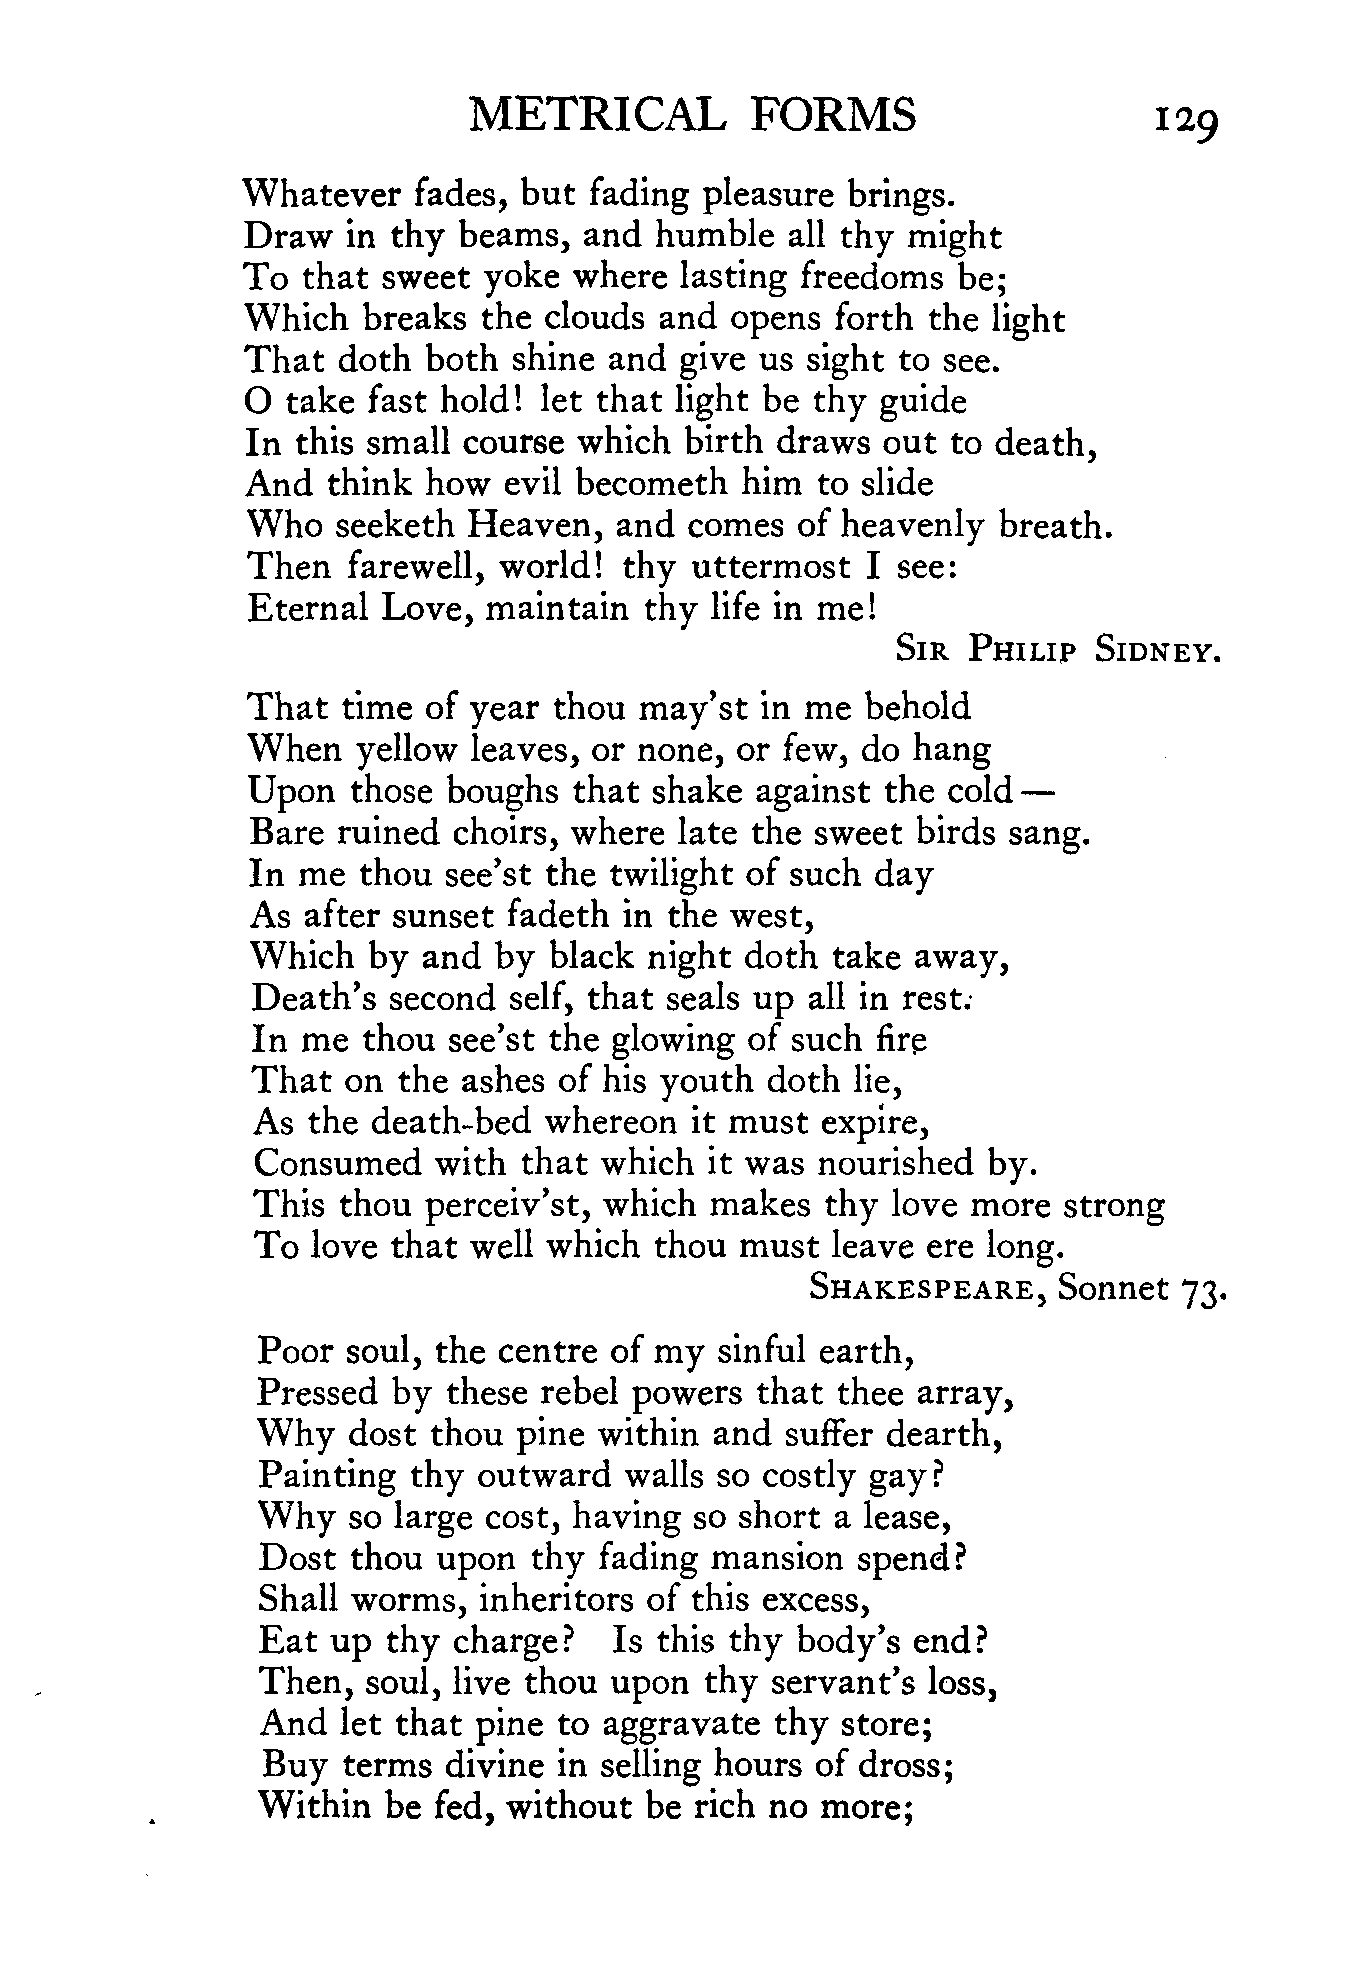 METRICAL FORMS 129
Whatever fades, but fading pleasure brings.
Draw in thy beams, and humble all thy might
To that sweet yoke where lasting freedoms be;
Which breaks the clouds and opens forth the light
That doth both shine and give us sight to see.
O take fast hold! let that light be thy guide
In this small course which birth draws out to death,
And think how evil becometh him to slide
Who seeketh Heaven, and comes of heavenly breath.
Then farewell, world! thy uttermost I see:
Eternal Love, maintain thy life in me!
SIR PHILIP SIDNEY.
That time of year thou may'st in me behold
When yellow leaves, or none, or few, do hang
Upon those boughs that shake against the cold—
Bare ruined choirs, where late the sweet birds sang.
In me thou see'st the twilight of such day
As after sunset fadeth in the west,
Which by and by black night doth take away,
Death's second self, that seals up all in rest:
In me thou see'st the glowing of such fire
That on the ashes of his youth doth lie,
As the death-bed whereon it must expire,
Consumed with that which it was nourished by.
This thou perceiv'st, which makes thy love more strong
To love that well which thou must leave ere long.
SHAKESPEARE, Sonnet 73.
Poor soul, the centre of my sinful earth,
Pressed by these rebel powers that thee array,
Why dost thou pine within and suffer dearth,
Painting thy outward walls so costly gay?
Why so large cost, having so short a lease,
Dost thou upon thy fading mansion spend?
Shall worms, inheritors of this excess,
Eat up thy charge? Is this thy body's end?
Then, soul, live thou upon thy servant's loss,
And let that pine to aggravate thy store;
Buy terms divine in selling hours of dross;
Within be fed, without be rich no more;